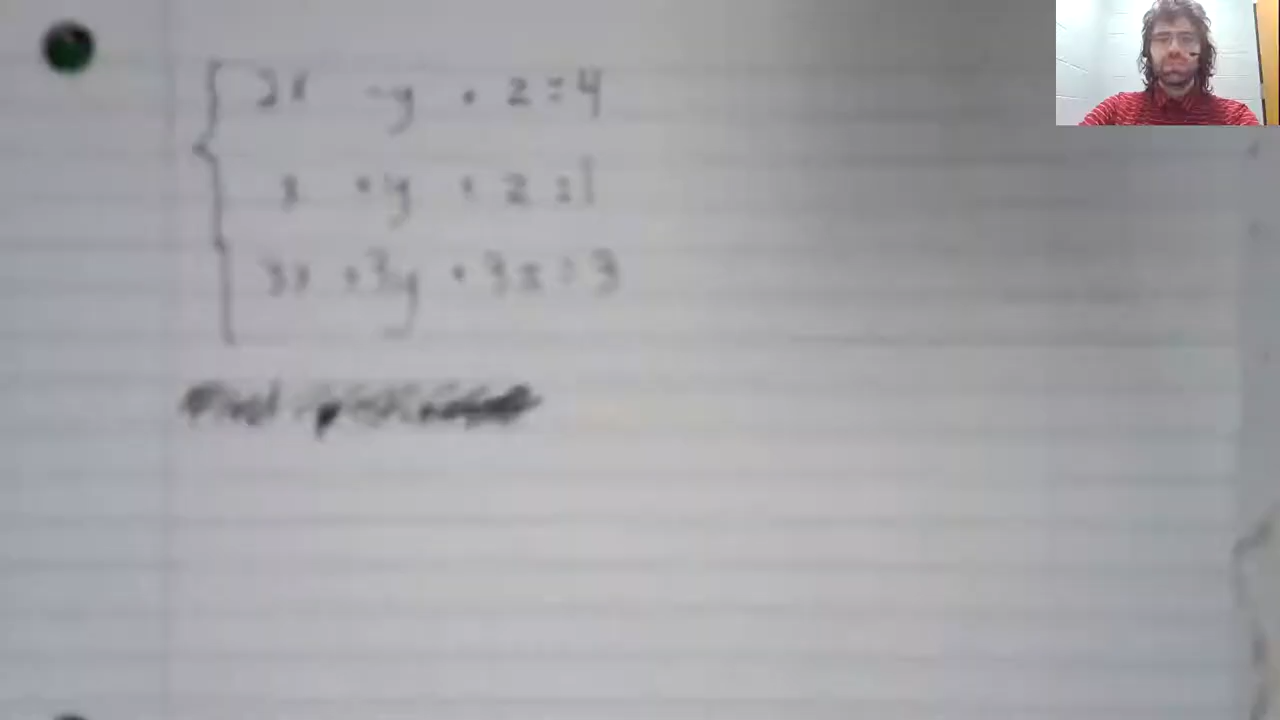 2x -y + z = 4
x + y + z = 1
3x + 3y + 3z = 3